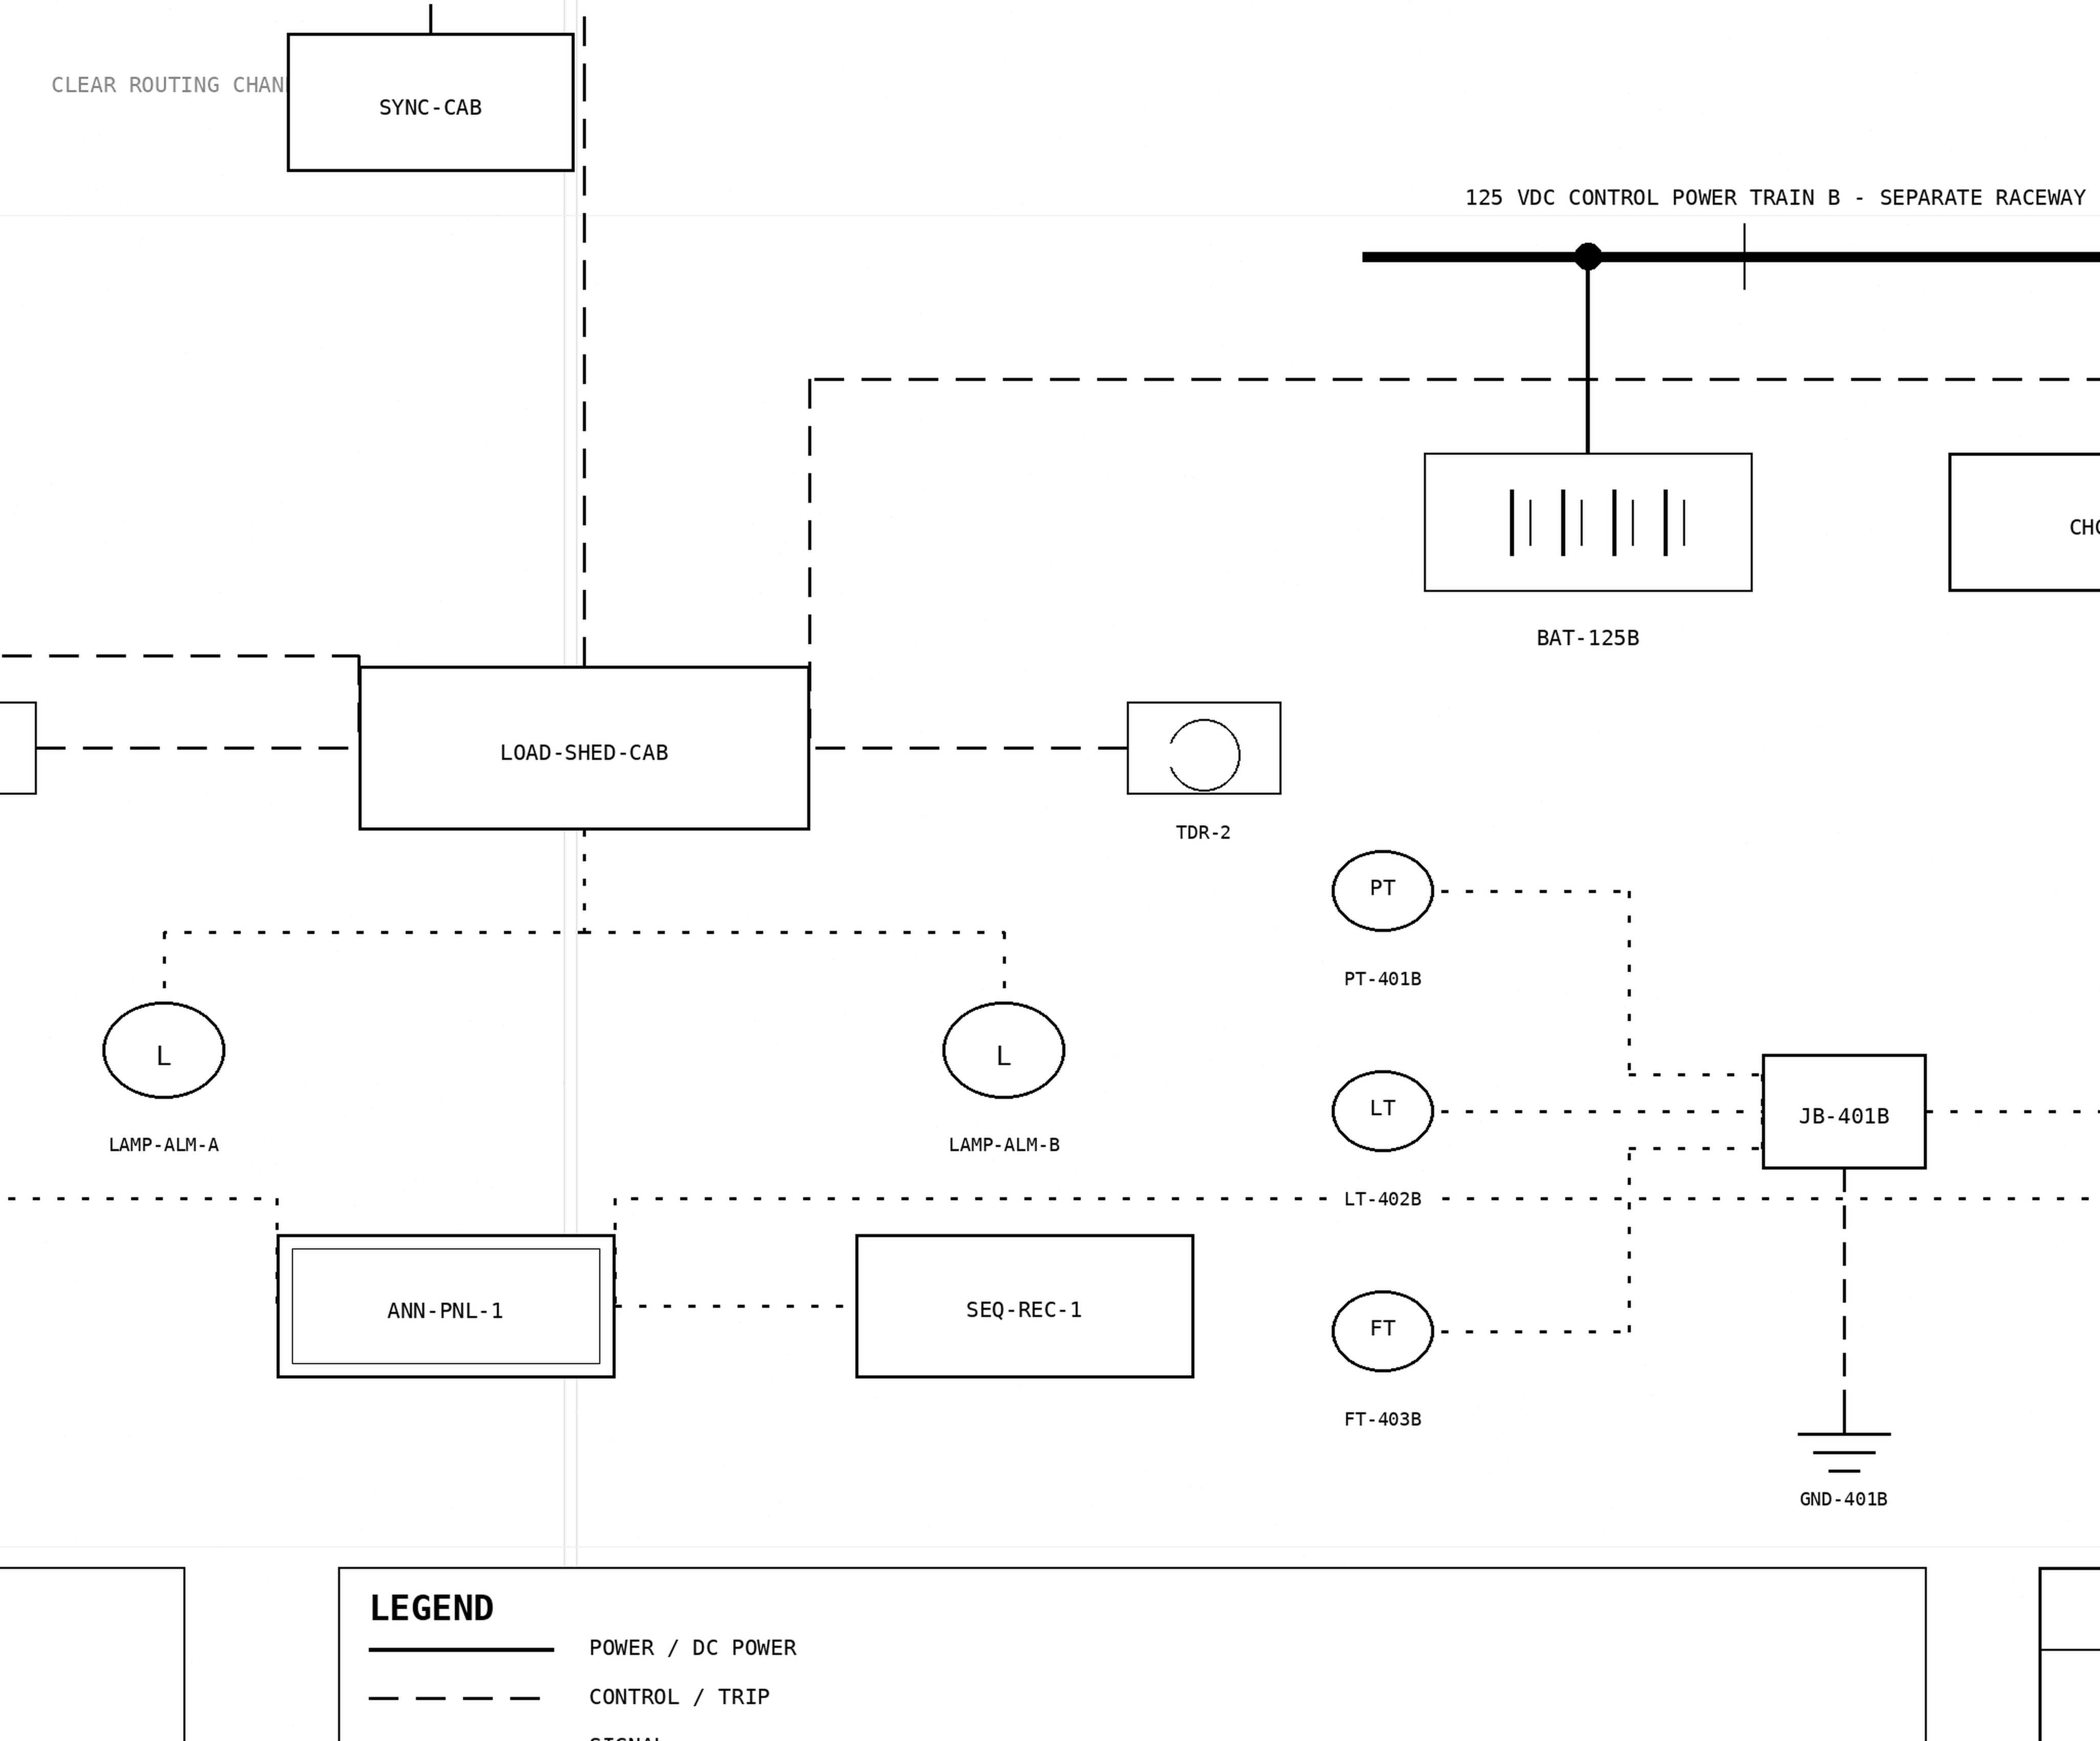 CLEAR ROUTING
SYNC-CAB
125 VDC CONTROL POWER TRAIN B - SEPARATE RACEWAY
BAT-125B
LOAD-SHED-CAB
TDR-2
PT
PT-401B
L
L
LT
JB-401B
LAMP-ALM-A
LAMP-ALM-B
LT-402B
ANN-PNL-1
SEQ-REC-1
FT
FT-403B
GND-401B
LEGEND
POWER / DC POWER
CONTROL / TRIP